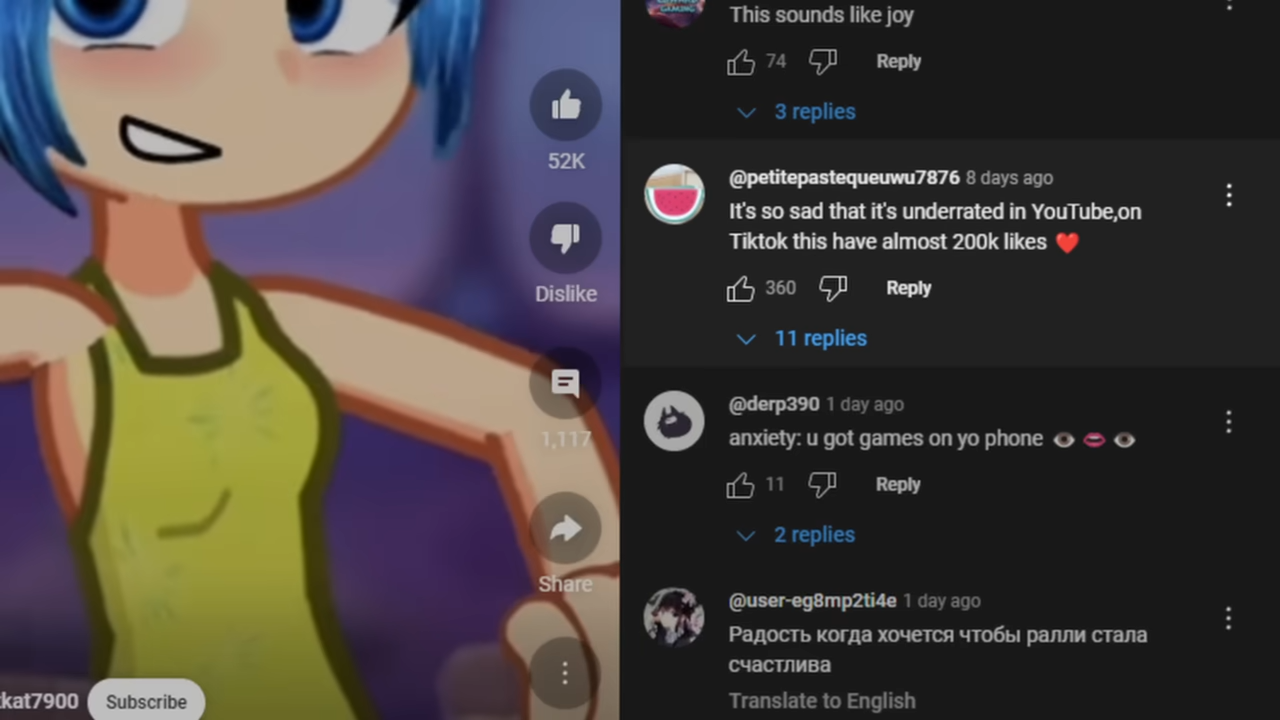 GAMING
This sounds like joy
74
Reply
3 replies
@petitepastequeuwu7876 8 days ago
It's so sad that it's underrated in YouTube,on
Tiktok this have almost 200k likes ❤️
360
Reply
11 replies
@derp390 1 day ago
anxiety: u got games on yo phone 👁️ 👄 👁️
11
Reply
2 replies
@user-eg8mp2ti4e 1 day ago
Радость когда хочется чтобы ралли стала
счастлива
Translate to English
52K
Dislike
1,117
Share
kat7900
Subscribe